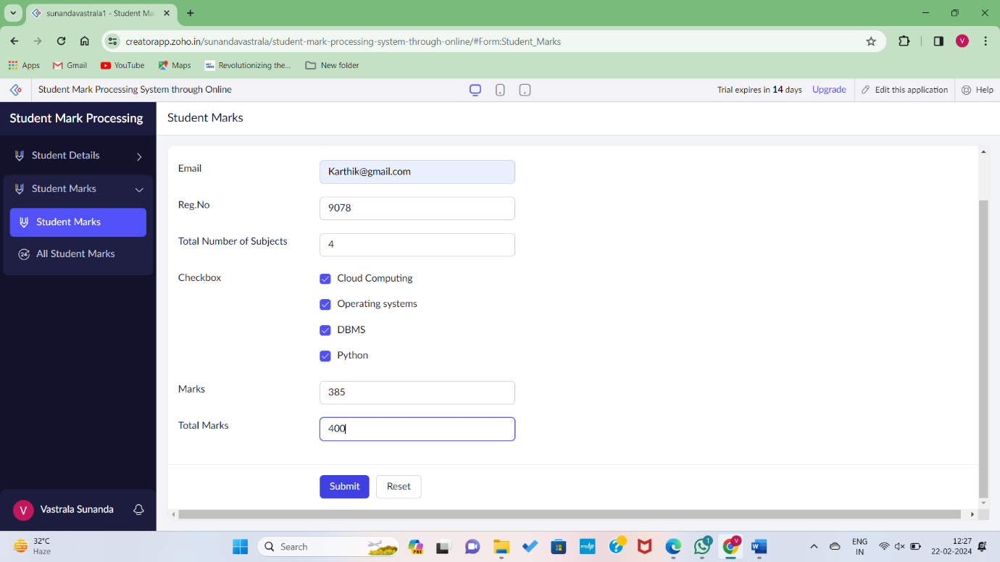 sunandavastrala1 - Student Ma
creatorapp.zoho.in/sunandavastrala/student-mark-processing-system-through-online/#Form:Student_Marks
V
Apps
Gmail
YouTube
Maps
Revolutionizing the...
New folder
Student Mark Processing System through Online
Trial expires in 14 days
Upgrade
Edit this application
Help
Student Mark Processing
Student Details
Student Marks
Student Marks
24
All Student Marks
V
Vastrala Sunanda
Student Marks
Email
Karthik@gmail.com
Reg.No
9078
Total Number of Subjects
4
Checkbox
Cloud Computing
Operating systems
DBMS
Python
Marks
385
Total Marks
400
Submit
Reset
32°C
Haze
Search
PRE
myhp
1
V
W
ENG
IN
12:27
22-02-2024